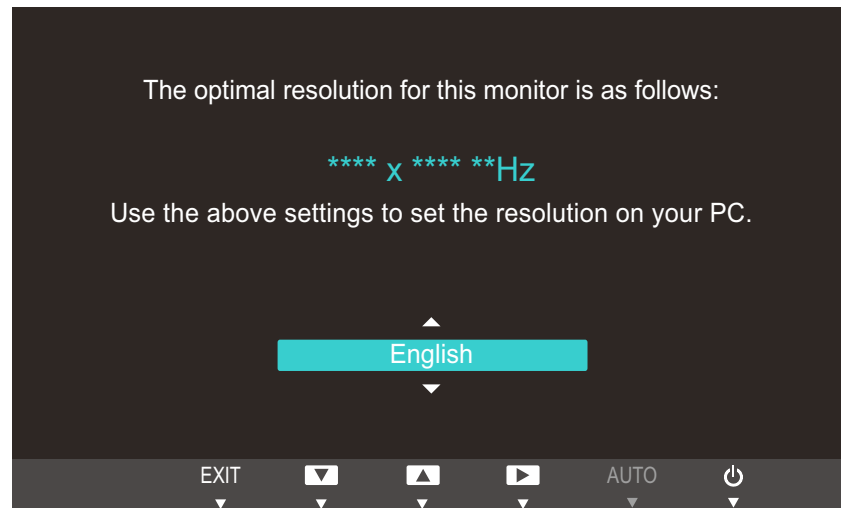 The optimal resolution for this monitor is as follows:
**** x **** **Hz
Use the above settings to set the resolution on your PC.
English
EXIT AUTO